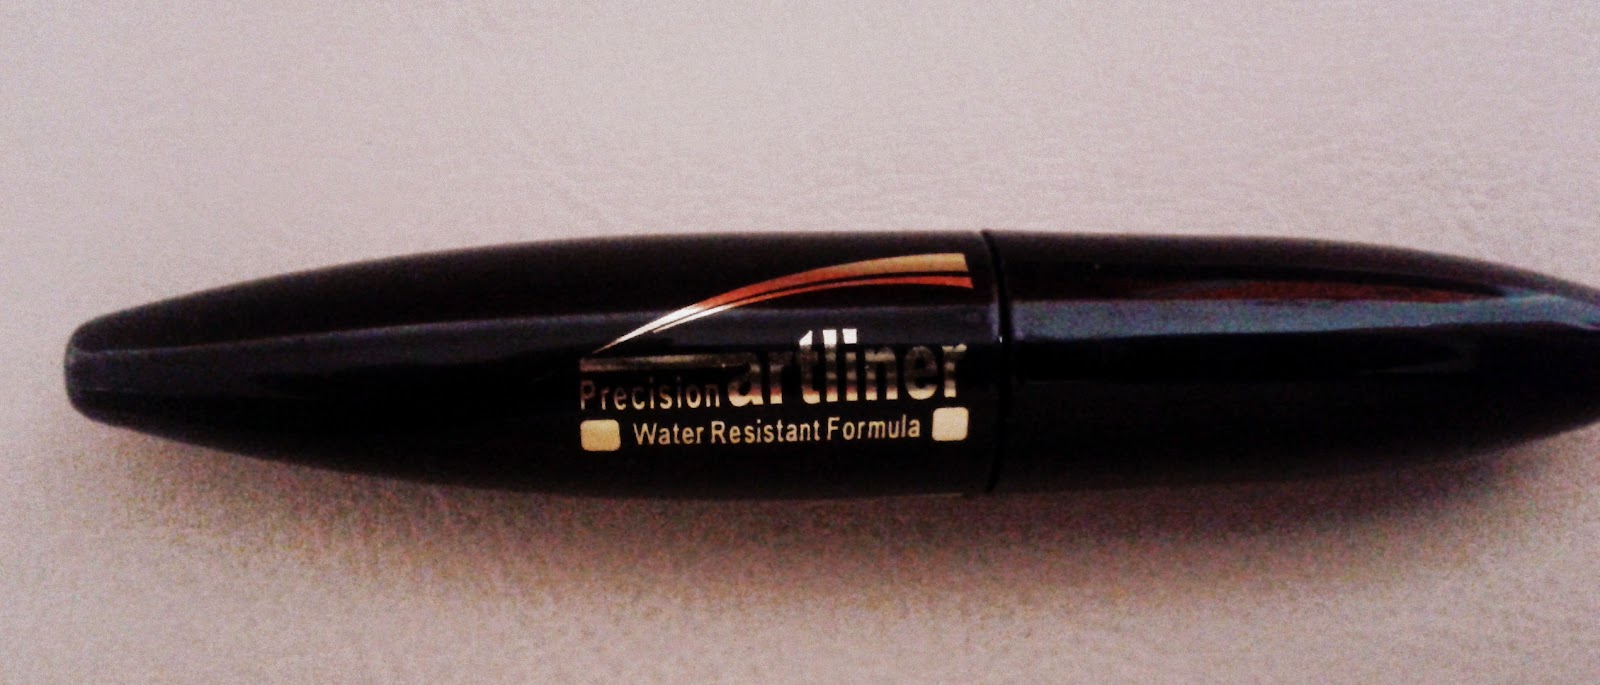 Precision artliner
Water Resistant Formula